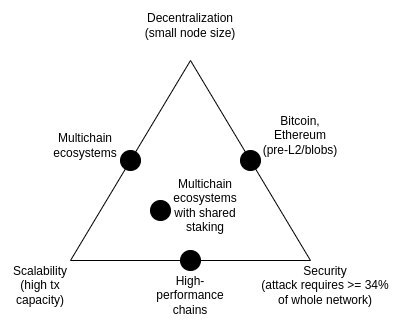 Decentralization
(small node size)
Bitcoin,
Ethereum
(pre-L2/blobs)
Multichain
ecosystems
Multichain
ecosystems
with shared
staking
Scalability
(high tx
capacity)
High-
performance
chains
Security
(attack requires >= 34%
of whole network)